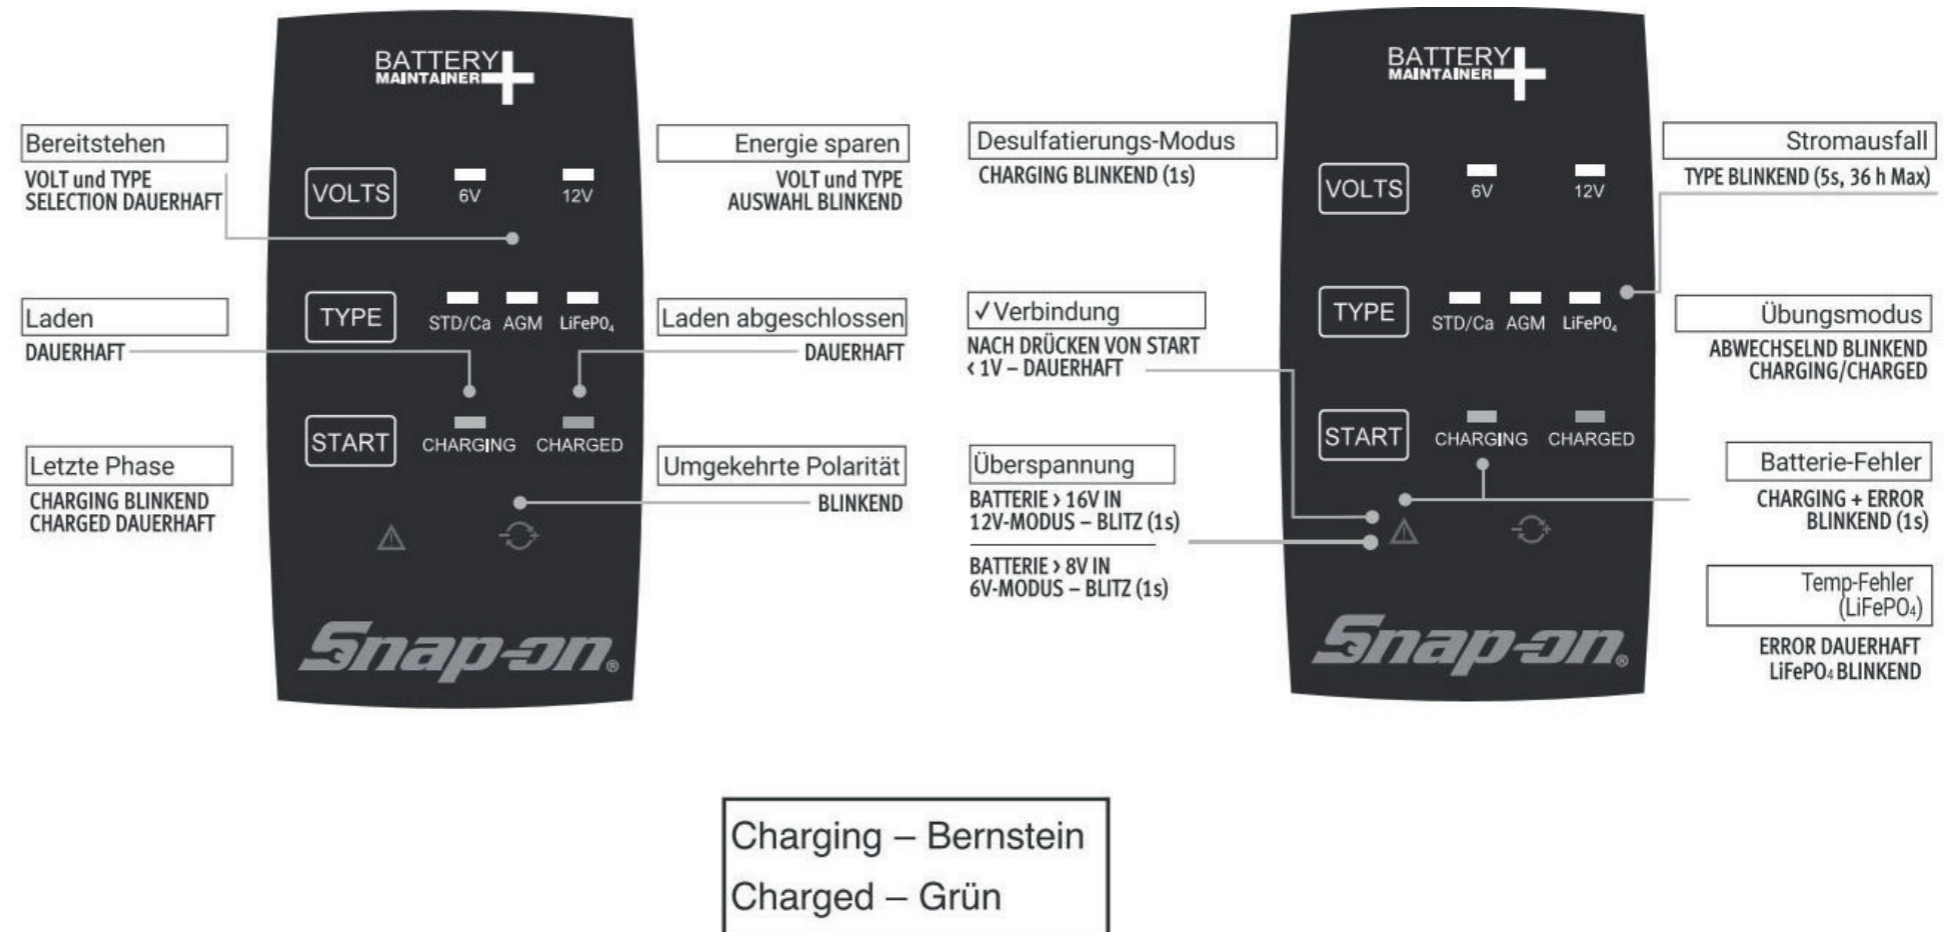 BATTERY
MAINTAINER
Bereitstehen
VOLT und TYPE
SELECTION DAUERHAFT
Laden
DAUERHAFT
Letzte Phase
CHARGING BLINKEND
CHARGED DAUERHAFT
VOLTS
6V
12V
TYPE
STD/Ca
AGM
LiFeP0₄
START
CHARGING
CHARGED
Snap-on®
Energie sparen
VOLT und TYPE
AUSWAHL BLINKEND
Laden abgeschlossen
DAUERHAFT
Umgekehrte Polarität
BLINKEND
BATTERY
MAINTAINER
Desulfatierungs-Modus
CHARGING BLINKEND (1s)
✓Verbindung
NACH DRÜCKEN VON START
< 1V – DAUERHAFT
Überspannung
BATTERIE > 16V IN
12V-MODUS – BLITZ (1s)
BATTERIE > 8V IN
6V-MODUS – BLITZ (1s)
VOLTS
6V
12V
TYPE
STD/Ca
AGM
LiFeP0₄
START
CHARGING
CHARGED
Snap-on®
Stromausfall
TYPE BLINKEND (5s, 36 h Max)
Übungsmodus
ABWECHSELND BLINKEND
CHARGING/CHARGED
Batterie-Fehler
CHARGING + ERROR
BLINKEND (1s)
Temp-Fehler
(LiFePO₄)
ERROR DAUERHAFT
LiFePO₄ BLINKEND
Charging – Bernstein
Charged – Grün